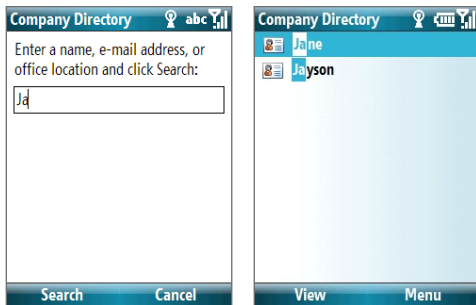 Company Directory abc
Enter a name, e-mail address, or
office location and click Search:
Ja
Search Cancel
Company Directory
Jane
Jayson
View Menu